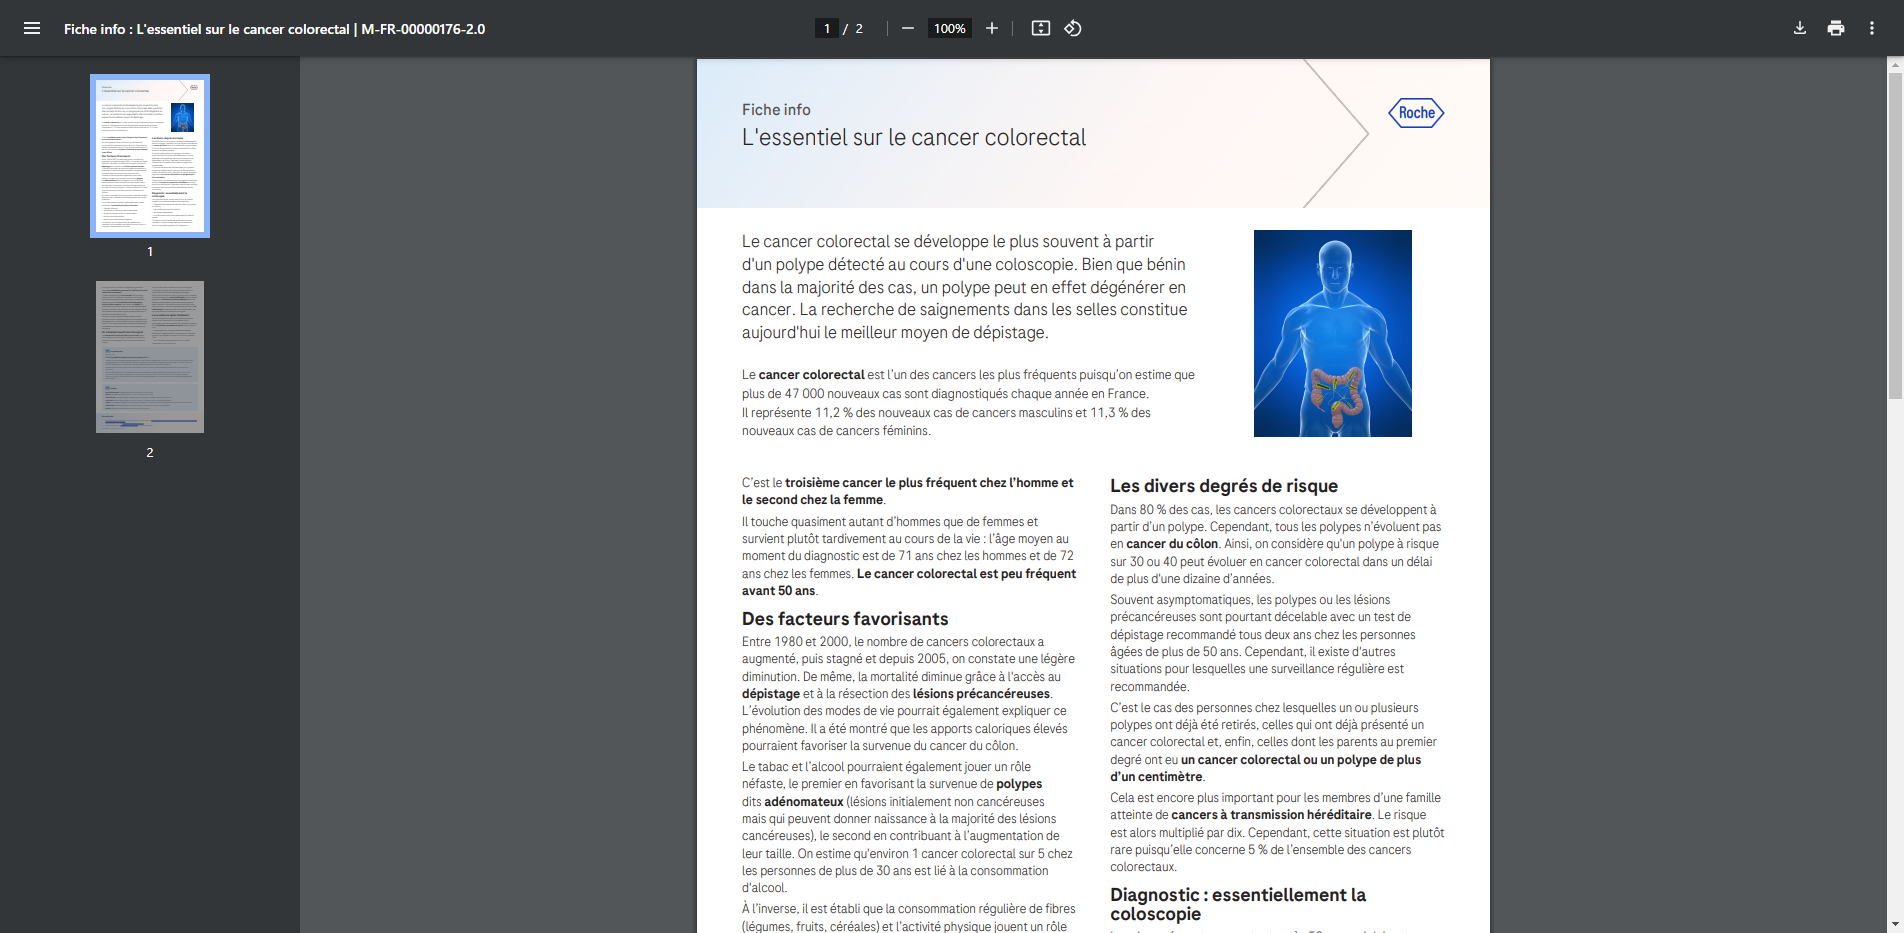 Fiche info : L'essentiel sur le cancer colorectal | M-FR-00000176-2.0
1 / 2
100%
1
2
Fiche info
L'essentiel sur le cancer colorectal
Roche
Le cancer colorectal se développe le plus souvent à partir
d'un polype détecté au cours d'une coloscopie. Bien que bénin
dans la majorité des cas, un polype peut en effet dégénérer en
cancer. La recherche de saignements dans les selles constitue
aujourd'hui le meilleur moyen de dépistage.
Le cancer colorectal est l'un des cancers les plus fréquents puisqu'on estime que
plus de 47 000 nouveaux cas sont diagnostiqués chaque année en France.
Il représente 11,2 % des nouveaux cas de cancers masculins et 11,3 % des
nouveaux cas de cancers féminins.
C'est le troisième cancer le plus fréquent chez l'homme et
le second chez la femme.
Il touche quasiment autant d'hommes que de femmes et
survient plutôt tardivement au cours de la vie : l'âge moyen au
moment du diagnostic est de 71 ans chez les hommes et de 72
ans chez les femmes. Le cancer colorectal est peu fréquent
avant 50 ans.
Des facteurs favorisants
Entre 1980 et 2000, le nombre de cancers colorectaux a
augmenté, puis stagné et depuis 2005, on constate une légère
diminution. De même, la mortalité diminue grâce à l'accès au
dépistage et à la résection des lésions précancéreuses.
L'évolution des modes de vie pourrait également expliquer ce
phénomène. Il a été montré que les apports caloriques élevés
pourraient favoriser la survenue du cancer du côlon.
Le tabac et l'alcool pourraient également jouer un rôle
néfaste, le premier en favorisant la survenue de polypes
dits adénomateux (lésions initialement non cancéreuses
mais qui peuvent donner naissance à la majorité des lésions
cancéreuses), le second en contribuant à l'augmentation de
leur taille. On estime qu'environ 1 cancer colorectal sur 5 chez
les personnes de plus de 30 ans est lié à la consommation
d'alcool.
À l'inverse, il est établi que la consommation régulière de fibres
(légumes, fruits, céréales) et l'activité physique jouent un rôle
Les divers degrés de risque
Dans 80 % des cas, les cancers colorectaux se développent à
partir d'un polype. Cependant, tous les polypes n'évoluent pas
en cancer du côlon. Ainsi, on considère qu'un polype à risque
sur 30 ou 40 peut évoluer en cancer colorectal dans un délai
de plus d'une dizaine d'années.
Souvent asymptomatiques, les polypes ou les lésions
précancéreuses sont pourtant décelable avec un test de
dépistage recommandé tous deux ans chez les personnes
âgées de plus de 50 ans. Cependant, il existe d'autres
situations pour lesquelles une surveillance régulière est
recommandée.
C'est le cas des personnes chez lesquelles un ou plusieurs
polypes ont déjà été retirés, celles qui ont déjà présenté un
cancer colorectal et, enfin, celles dont les parents au premier
degré ont eu un cancer colorectal ou un polype de plus
d'un centimètre.
Cela est encore plus important pour les membres d'une famille
atteinte de cancers à transmission héréditaire. Le risque
est alors multiplié par dix. Cependant, cette situation est plutôt
rare puisqu'elle concerne 5 % de l'ensemble des cancers
colorectaux.
Diagnostic : essentiellement la
coloscopie